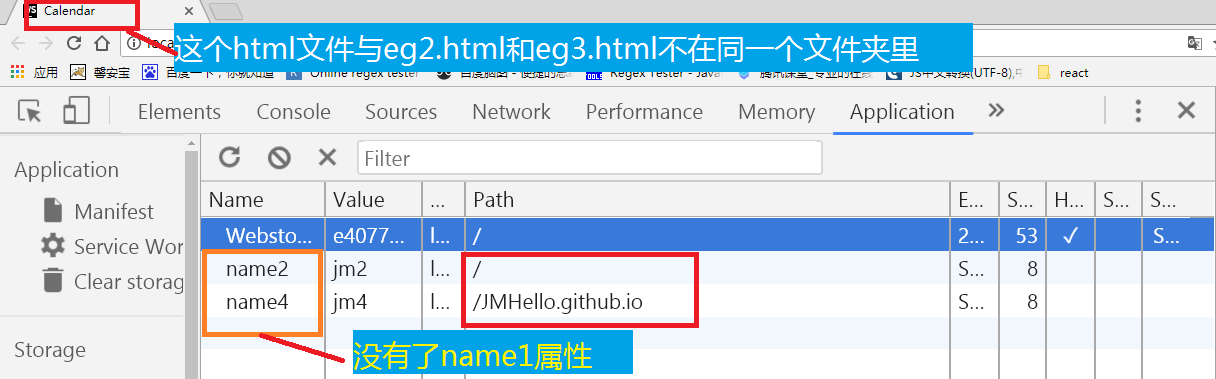 Calendar
这个html文件与eg2.html和eg3.html不在同一个文件夹里
应用 馨安宝 百度一下，你就知道 Online regex tester 百度脑图 - 便捷的思 Regex Tester - Java 腾讯课堂_专业的在线 JS中文转换(UTF-8),中 react
Elements Console Sources Network Performance Memory Application »
Application
Filter
Manifest
Service Wor
Clear storag
Storage
Name Value ... Path E... S... H... S... S...
Websto... e4077... l... / 2... 53 ✓ S...
name2 jm2 l... / S... 8
name4 jm4 l... /JMHello.github.io S... 8
没有了name1属性